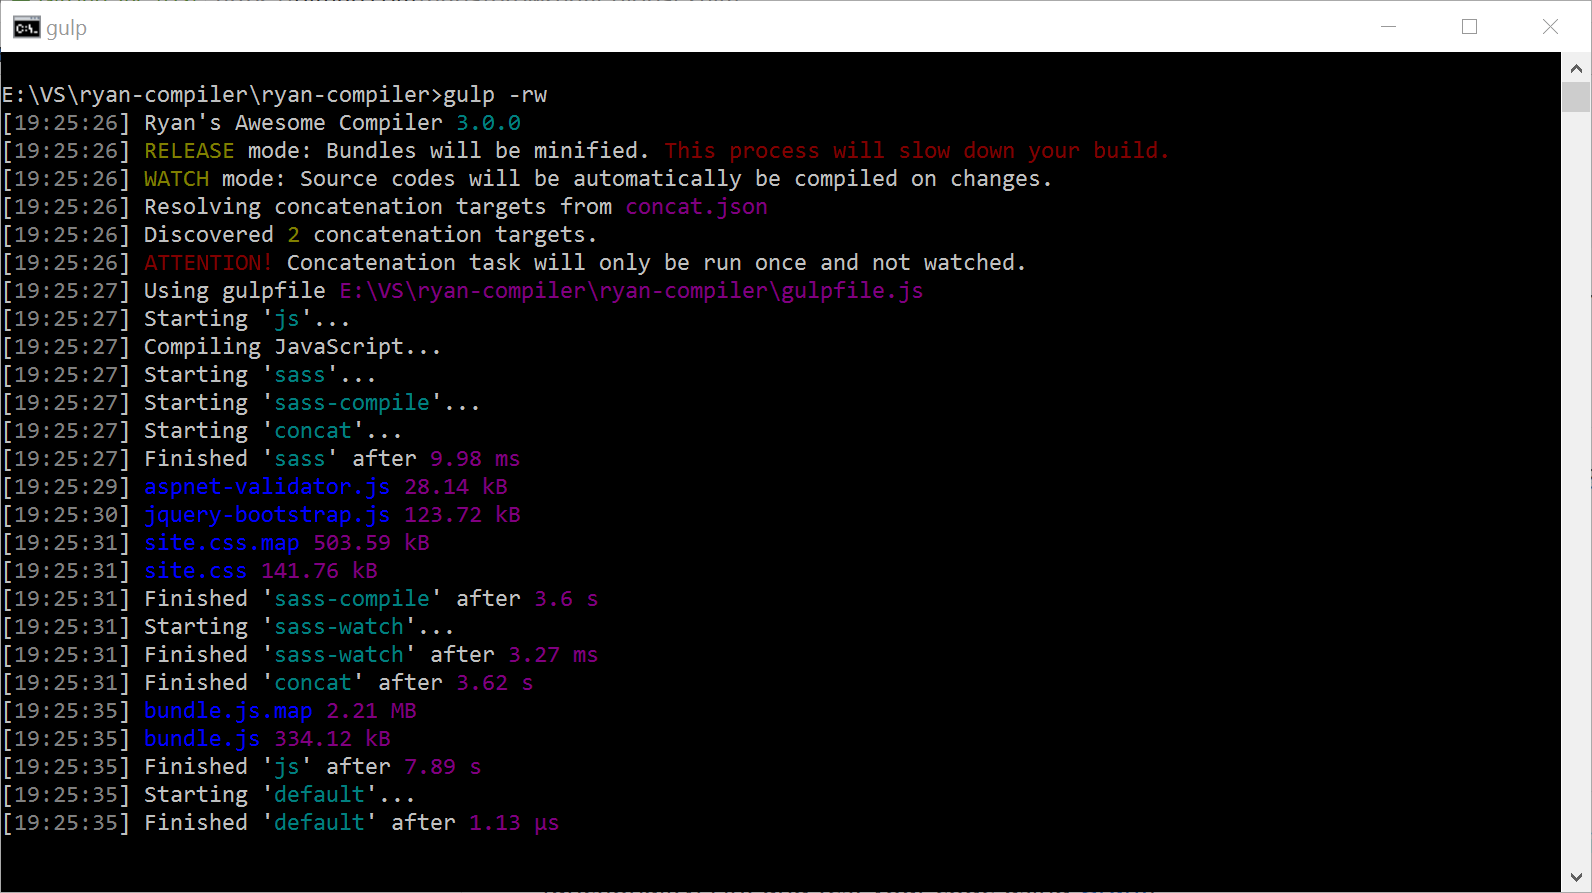 gulp
E:\VS\ryan-compiler\ryan-compiler>gulp -rw
[19:25:26] Ryan's Awesome Compiler 3.0.0
[19:25:26] RELEASE mode: Bundles will be minified. This process will slow down your build.
[19:25:26] WATCH mode: Source codes will be automatically be compiled on changes.
[19:25:26] Resolving concatenation targets from concat.json
[19:25:26] Discovered 2 concatenation targets.
[19:25:26] ATTENTION! Concatenation task will only be run once and not watched.
[19:25:27] Using gulpfile E:\VS\ryan-compiler\ryan-compiler\gulpfile.js
[19:25:27] Starting 'js'...
[19:25:27] Compiling JavaScript...
[19:25:27] Starting 'sass'...
[19:25:27] Starting 'sass-compile'...
[19:25:27] Starting 'concat'...
[19:25:27] Finished 'sass' after 9.98 ms
[19:25:29] aspnet-validator.js 28.14 kB
[19:25:30] jquery-bootstrap.js 123.72 kB
[19:25:31] site.css.map 503.59 kB
[19:25:31] site.css 141.76 kB
[19:25:31] Finished 'sass-compile' after 3.6 s
[19:25:31] Starting 'sass-watch'...
[19:25:31] Finished 'sass-watch' after 3.27 ms
[19:25:31] Finished 'concat' after 3.62 s
[19:25:35] bundle.js.map 2.21 MB
[19:25:35] bundle.js 334.12 kB
[19:25:35] Finished 'js' after 7.89 s
[19:25:35] Starting 'default'...
[19:25:35] Finished 'default' after 1.13 μs